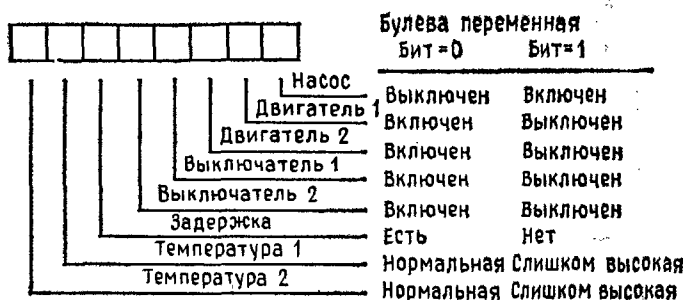 Булева переменная
Бит=0 Бит=1
Насос Выключен Включен
Двигатель 1 Включен Выключен
Двигатель 2 Включен Выключен
Выключатель 1 Включен Выключен
Выключатель 2 Включен Выключен
Задержка Есть Нет
Температура 1 Нормальная Слишком высокая
Температура 2 Нормальная Слишком высокая